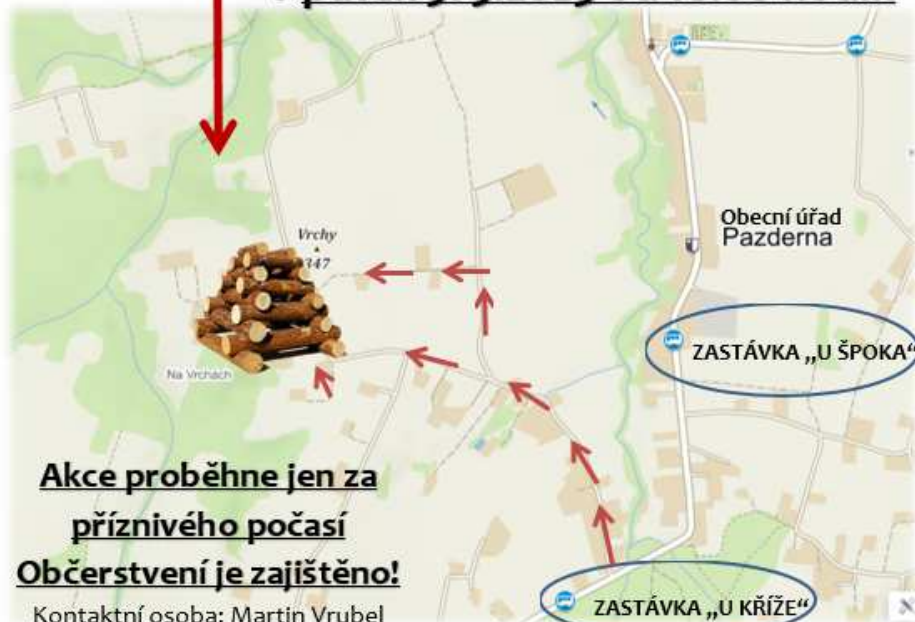 Vrchy
347
Obecní úřad
Pazderna
ZASTÁVKA „U ŠPOKA“
Na Vrchách
Akce proběhne jen za
příznivého počasí
Občerstvení je zajištěno!
Kontaktní osoba: Martin Vrubel
ZASTÁVKA „U KŘÍŽE“